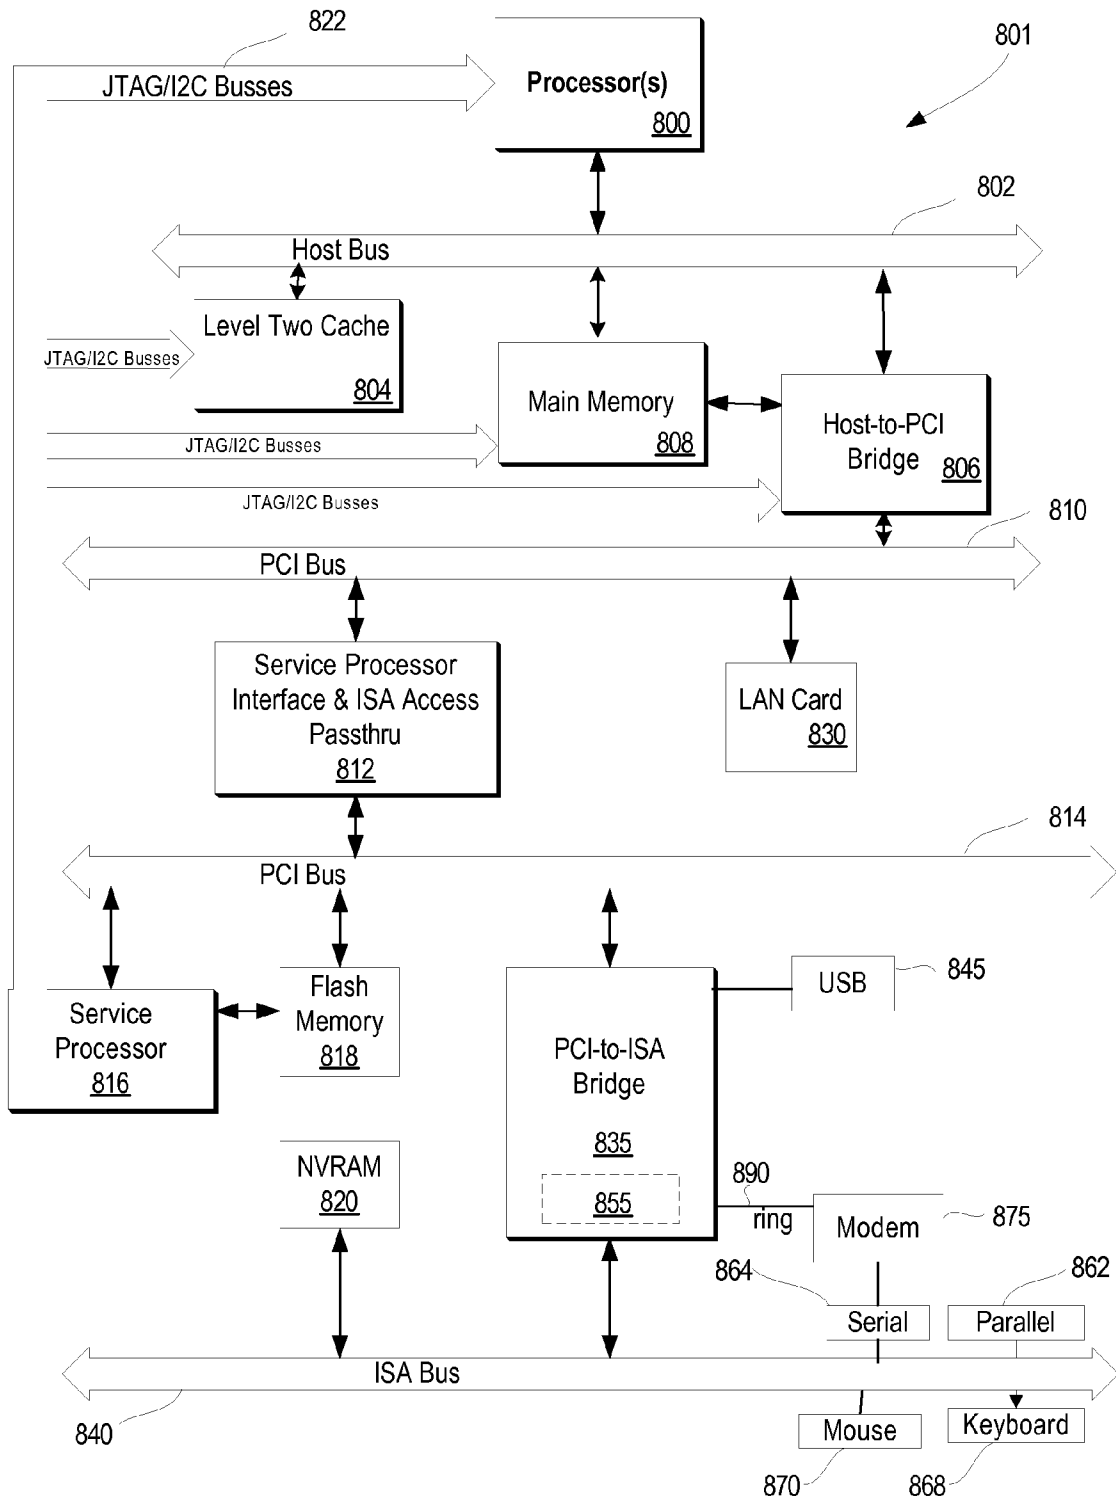 822
801
JTAG/I2C Busses
Processor(s)
800
802
Host Bus
Level Two Cache
804
JTAG/I2C Busses
Main Memory
808
Host-to-PCI
Bridge
806
JTAG/I2C Busses
JTAG/I2C Busses
810
PCI Bus
Service Processor
Interface & ISA Access
Passthru
812
LAN Card
830
814
PCI Bus
Service
Processor
816
Flash
Memory
818
USB
845
PCI-to-ISA
Bridge
835
855
NVRAM
820
890
ring
Modem
875
864
862
Serial
Parallel
ISA Bus
840
Mouse
Keyboard
870
868